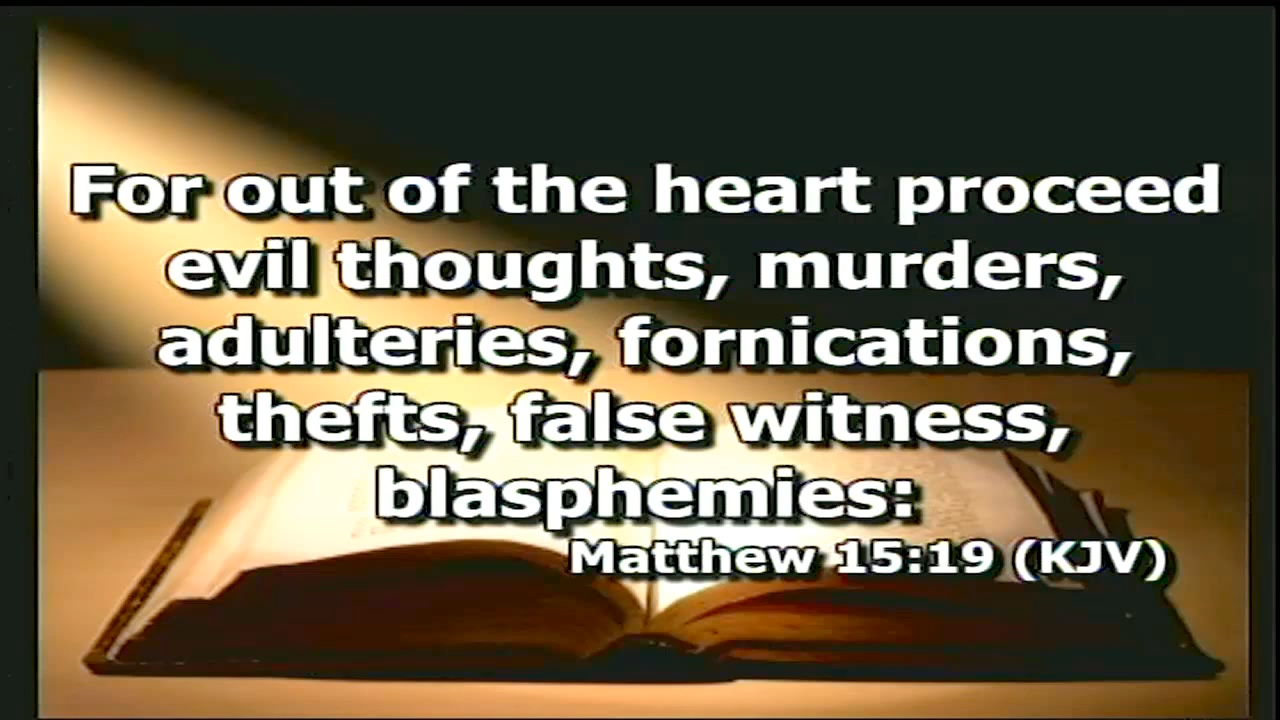 For out of the heart proceed
evil thoughts, murders,
adulteries, fornications,
thefts, false witness,
blasphemies:
Matthew 15:19 (KJV)